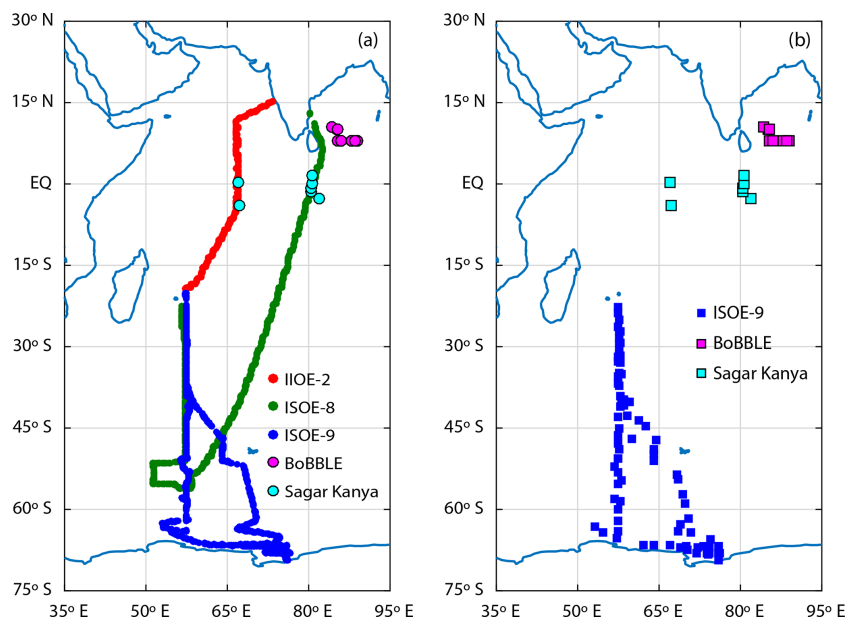 30° N
(a)
15° N
EQ
15° S
30° S
45° S
60° S
75° S
35° E
50° E
65° E
80° E
95° E
IIOE-2
ISOE-8
ISOE-9
BoBBLE
Sagar Kanya
30° N
(b)
15° N
EQ
15° S
30° S
45° S
60° S
75° S
35° E
50° E
65° E
80° E
95° E
ISOE-9
BoBBLE
Sagar Kanya